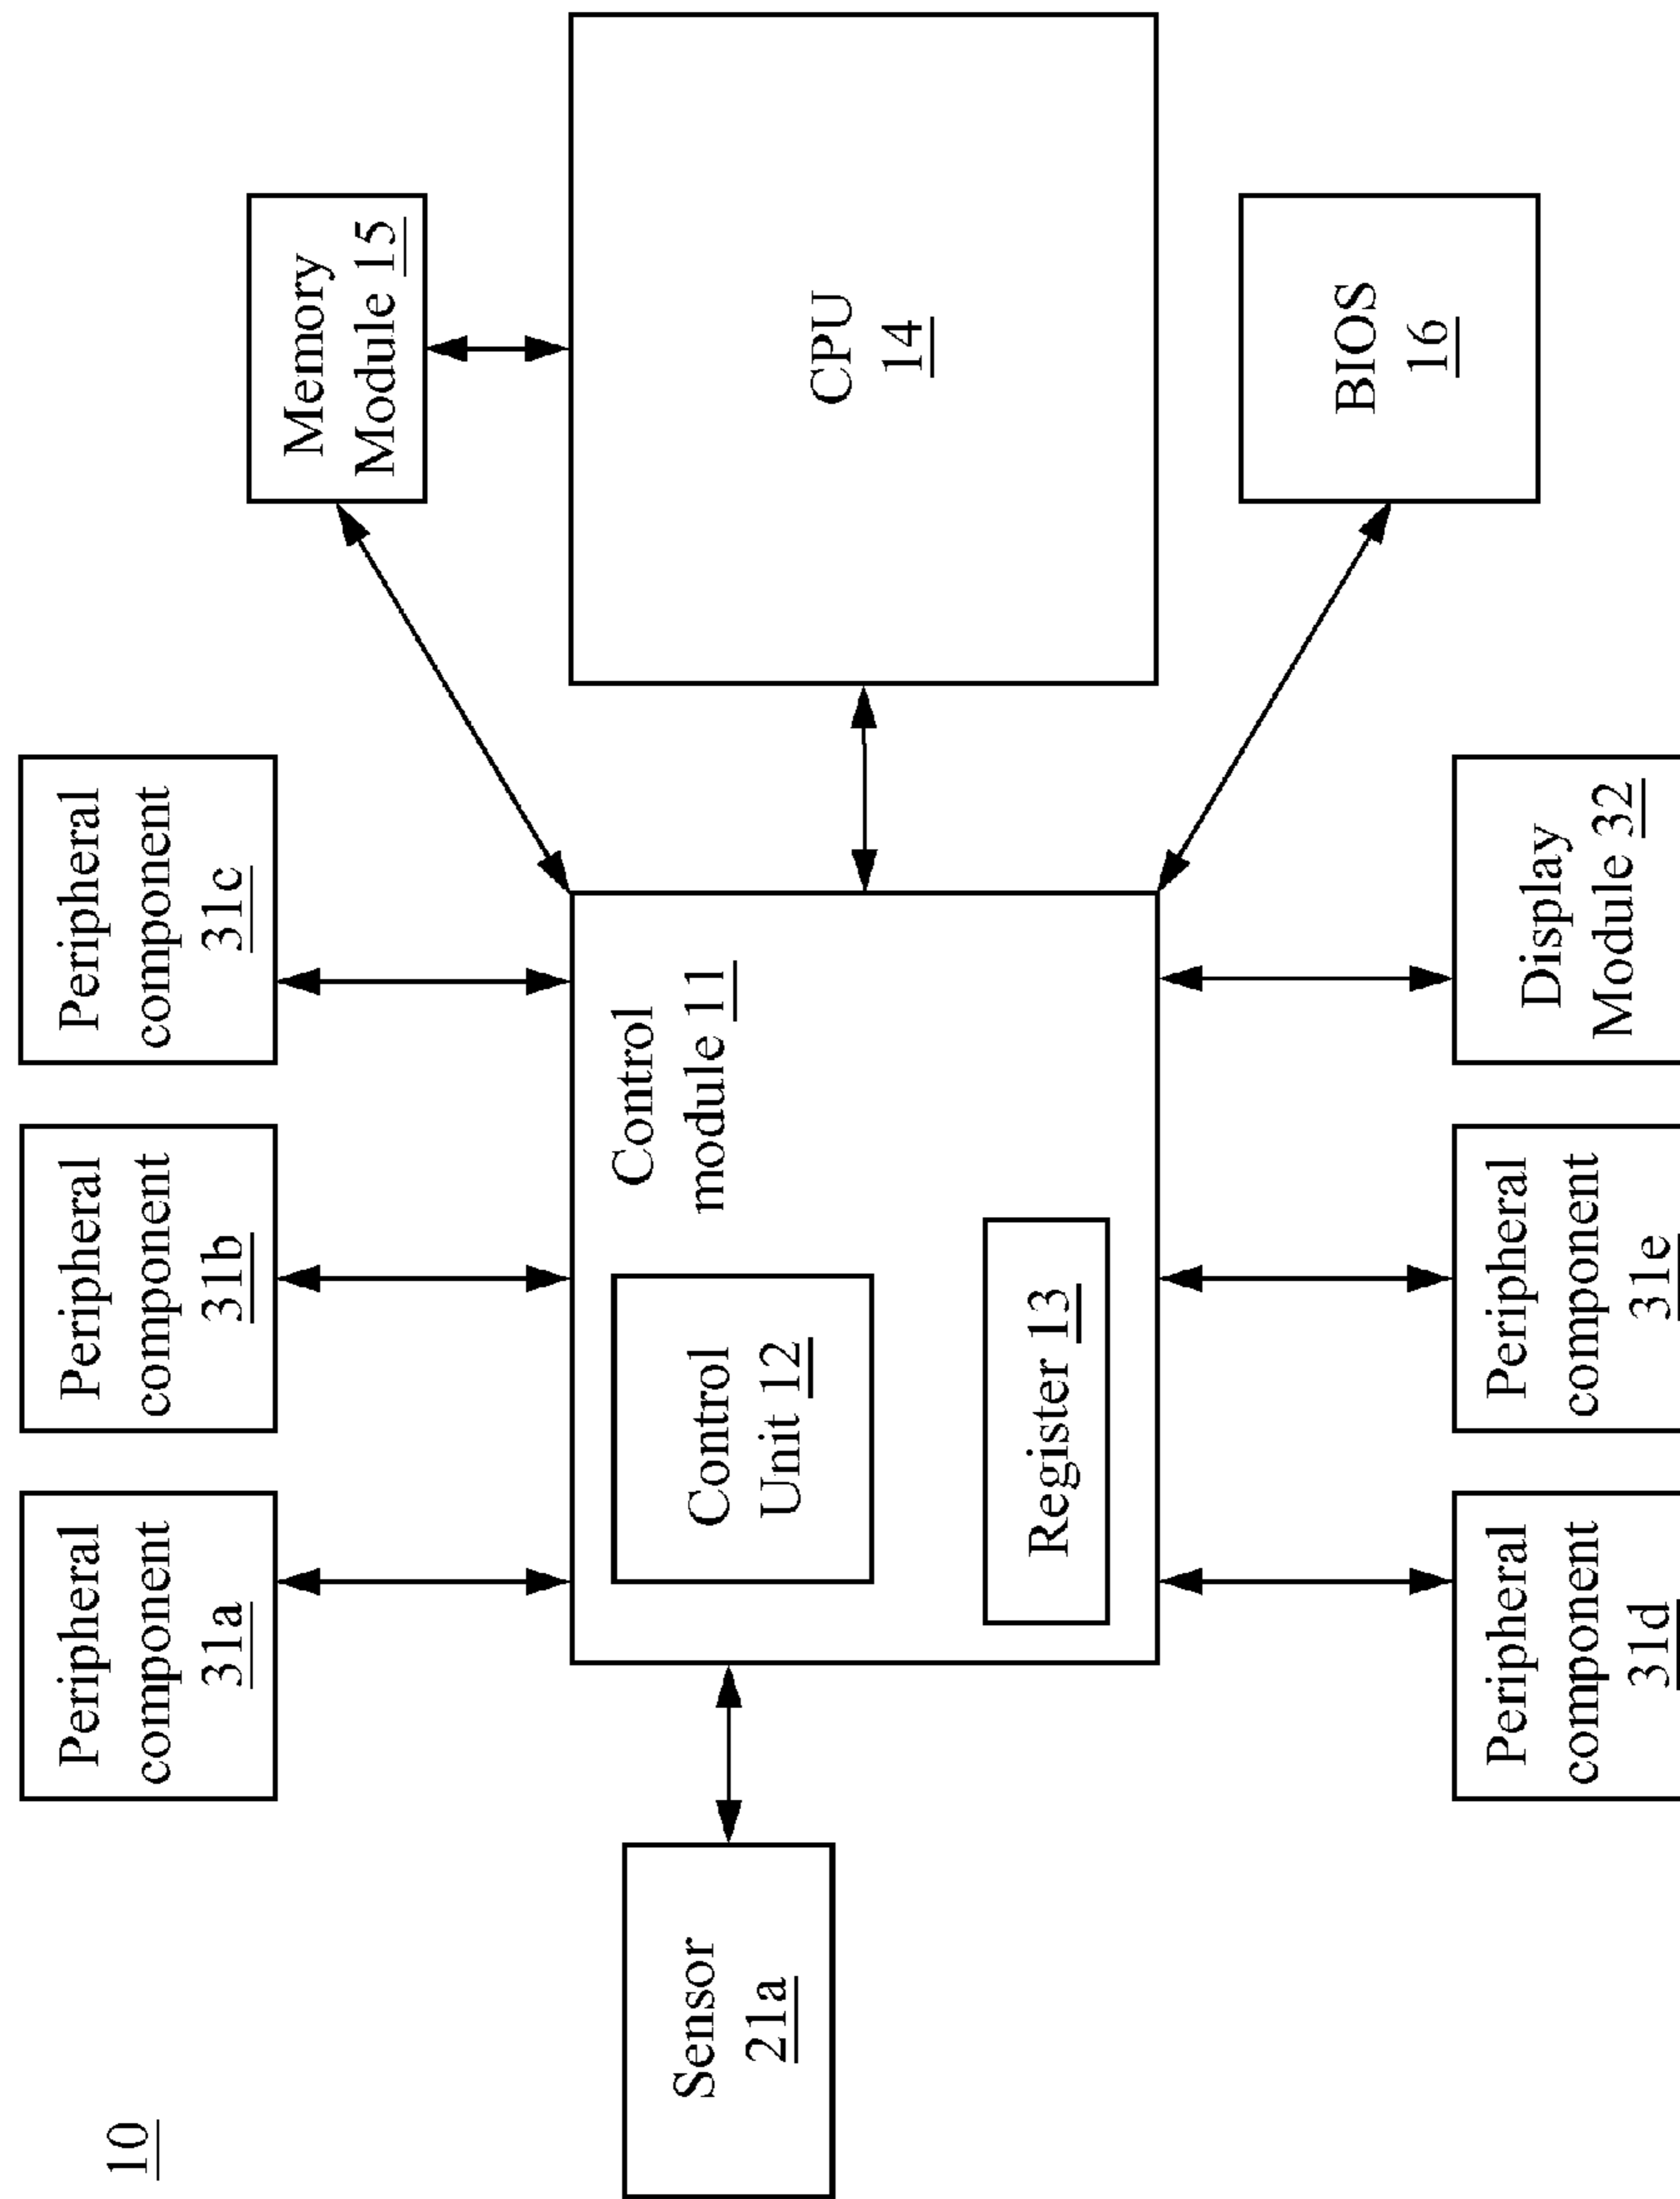 10
Peripheral
component
31a
Peripheral
component
31b
Peripheral
component
31c
Memory
Module 15
Sensor
21a
Control
module 11
Control
Unit 12
Register 13
CPU
14
BIOS
16
Peripheral
component
31d
Peripheral
component
31e
Display
Module 32